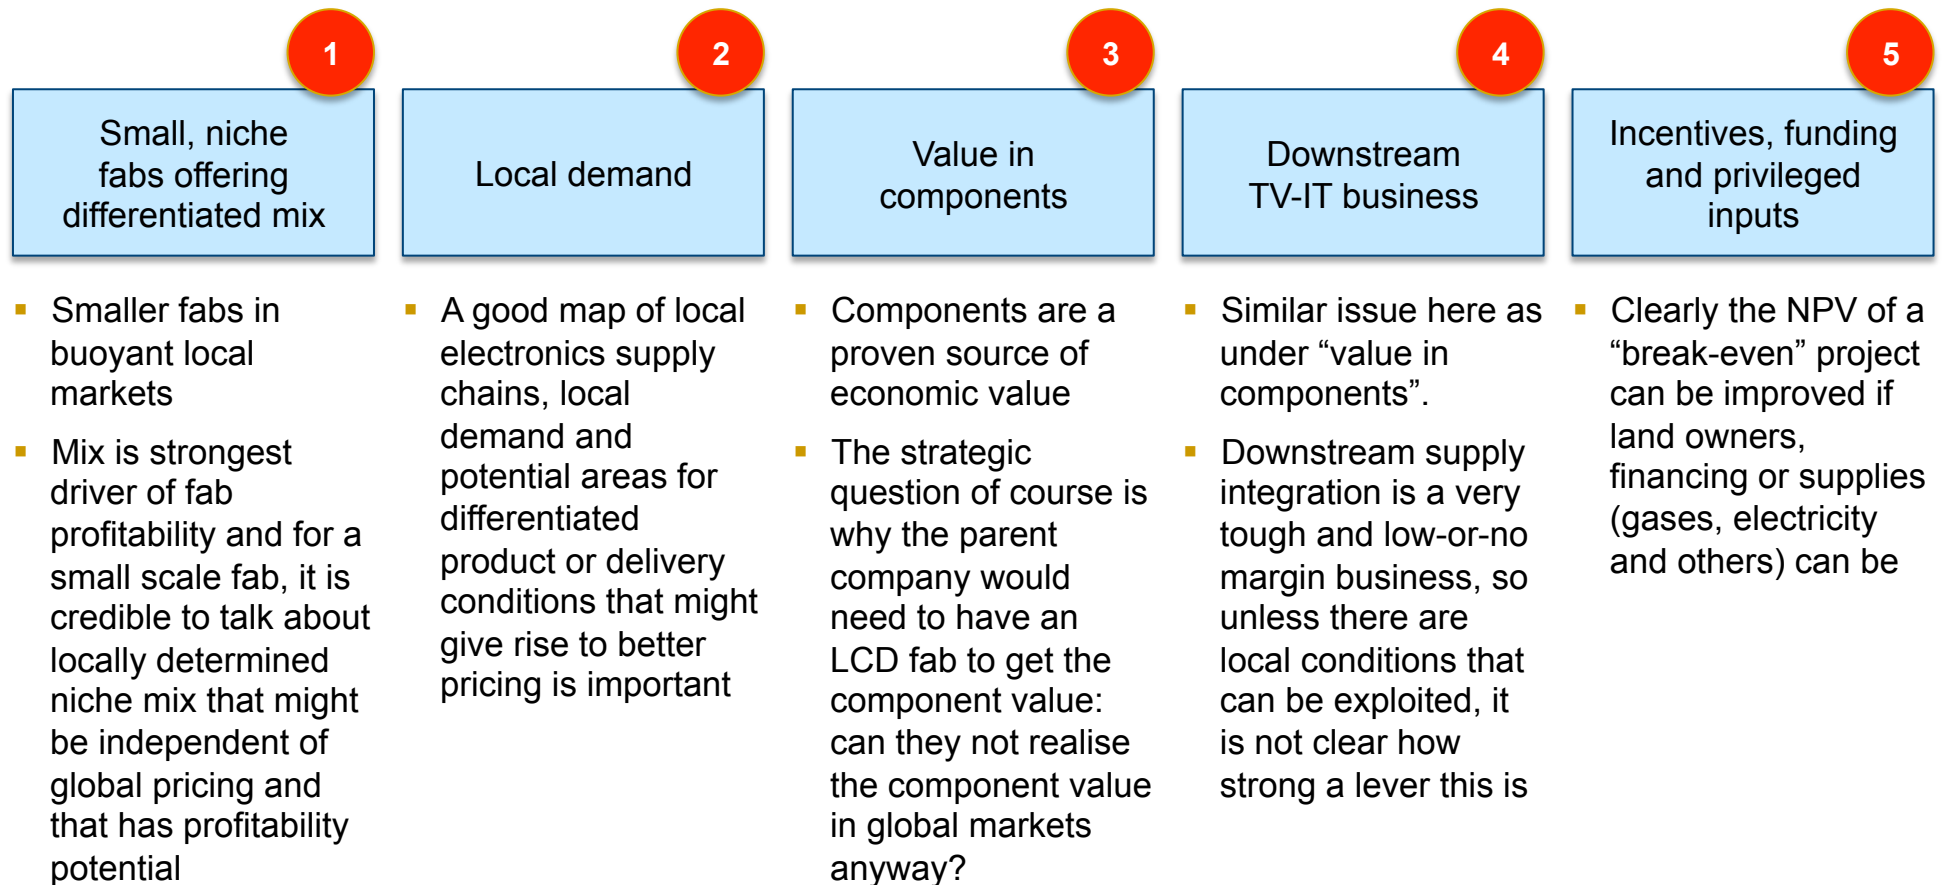 1
Small, niche
fabs offering
differentiated mix
▪ Smaller fabs in
buoyant local
markets
▪ Mix is strongest
driver of fab
profitability and for a
small scale fab, it is
credible to talk about
locally determined
niche mix that might
be independent of
global pricing and
that has profitability
potential
2
Local demand
▪ A good map of local
electronics supply
chains, local
demand and
potential areas for
differentiated
product or delivery
conditions that might
give rise to better
pricing is important
3
Value in
components
▪ Components are a
proven source of
economic value
▪ The strategic
question of course is
why the parent
company would
need to have an
LCD fab to get the
component value:
can they not realise
the component value
in global markets
anyway?
4
Downstream
TV-IT business
▪ Similar issue here as
under “value in
components”.
▪ Downstream supply
integration is a very
tough and low-or-no
margin business, so
unless there are
local conditions that
can be exploited, it
is not clear how
strong a lever this is
5
Incentives, funding
and privileged
inputs
▪ Clearly the NPV of a
“break-even” project
can be improved if
land owners,
financing or supplies
(gases, electricity
and others) can be